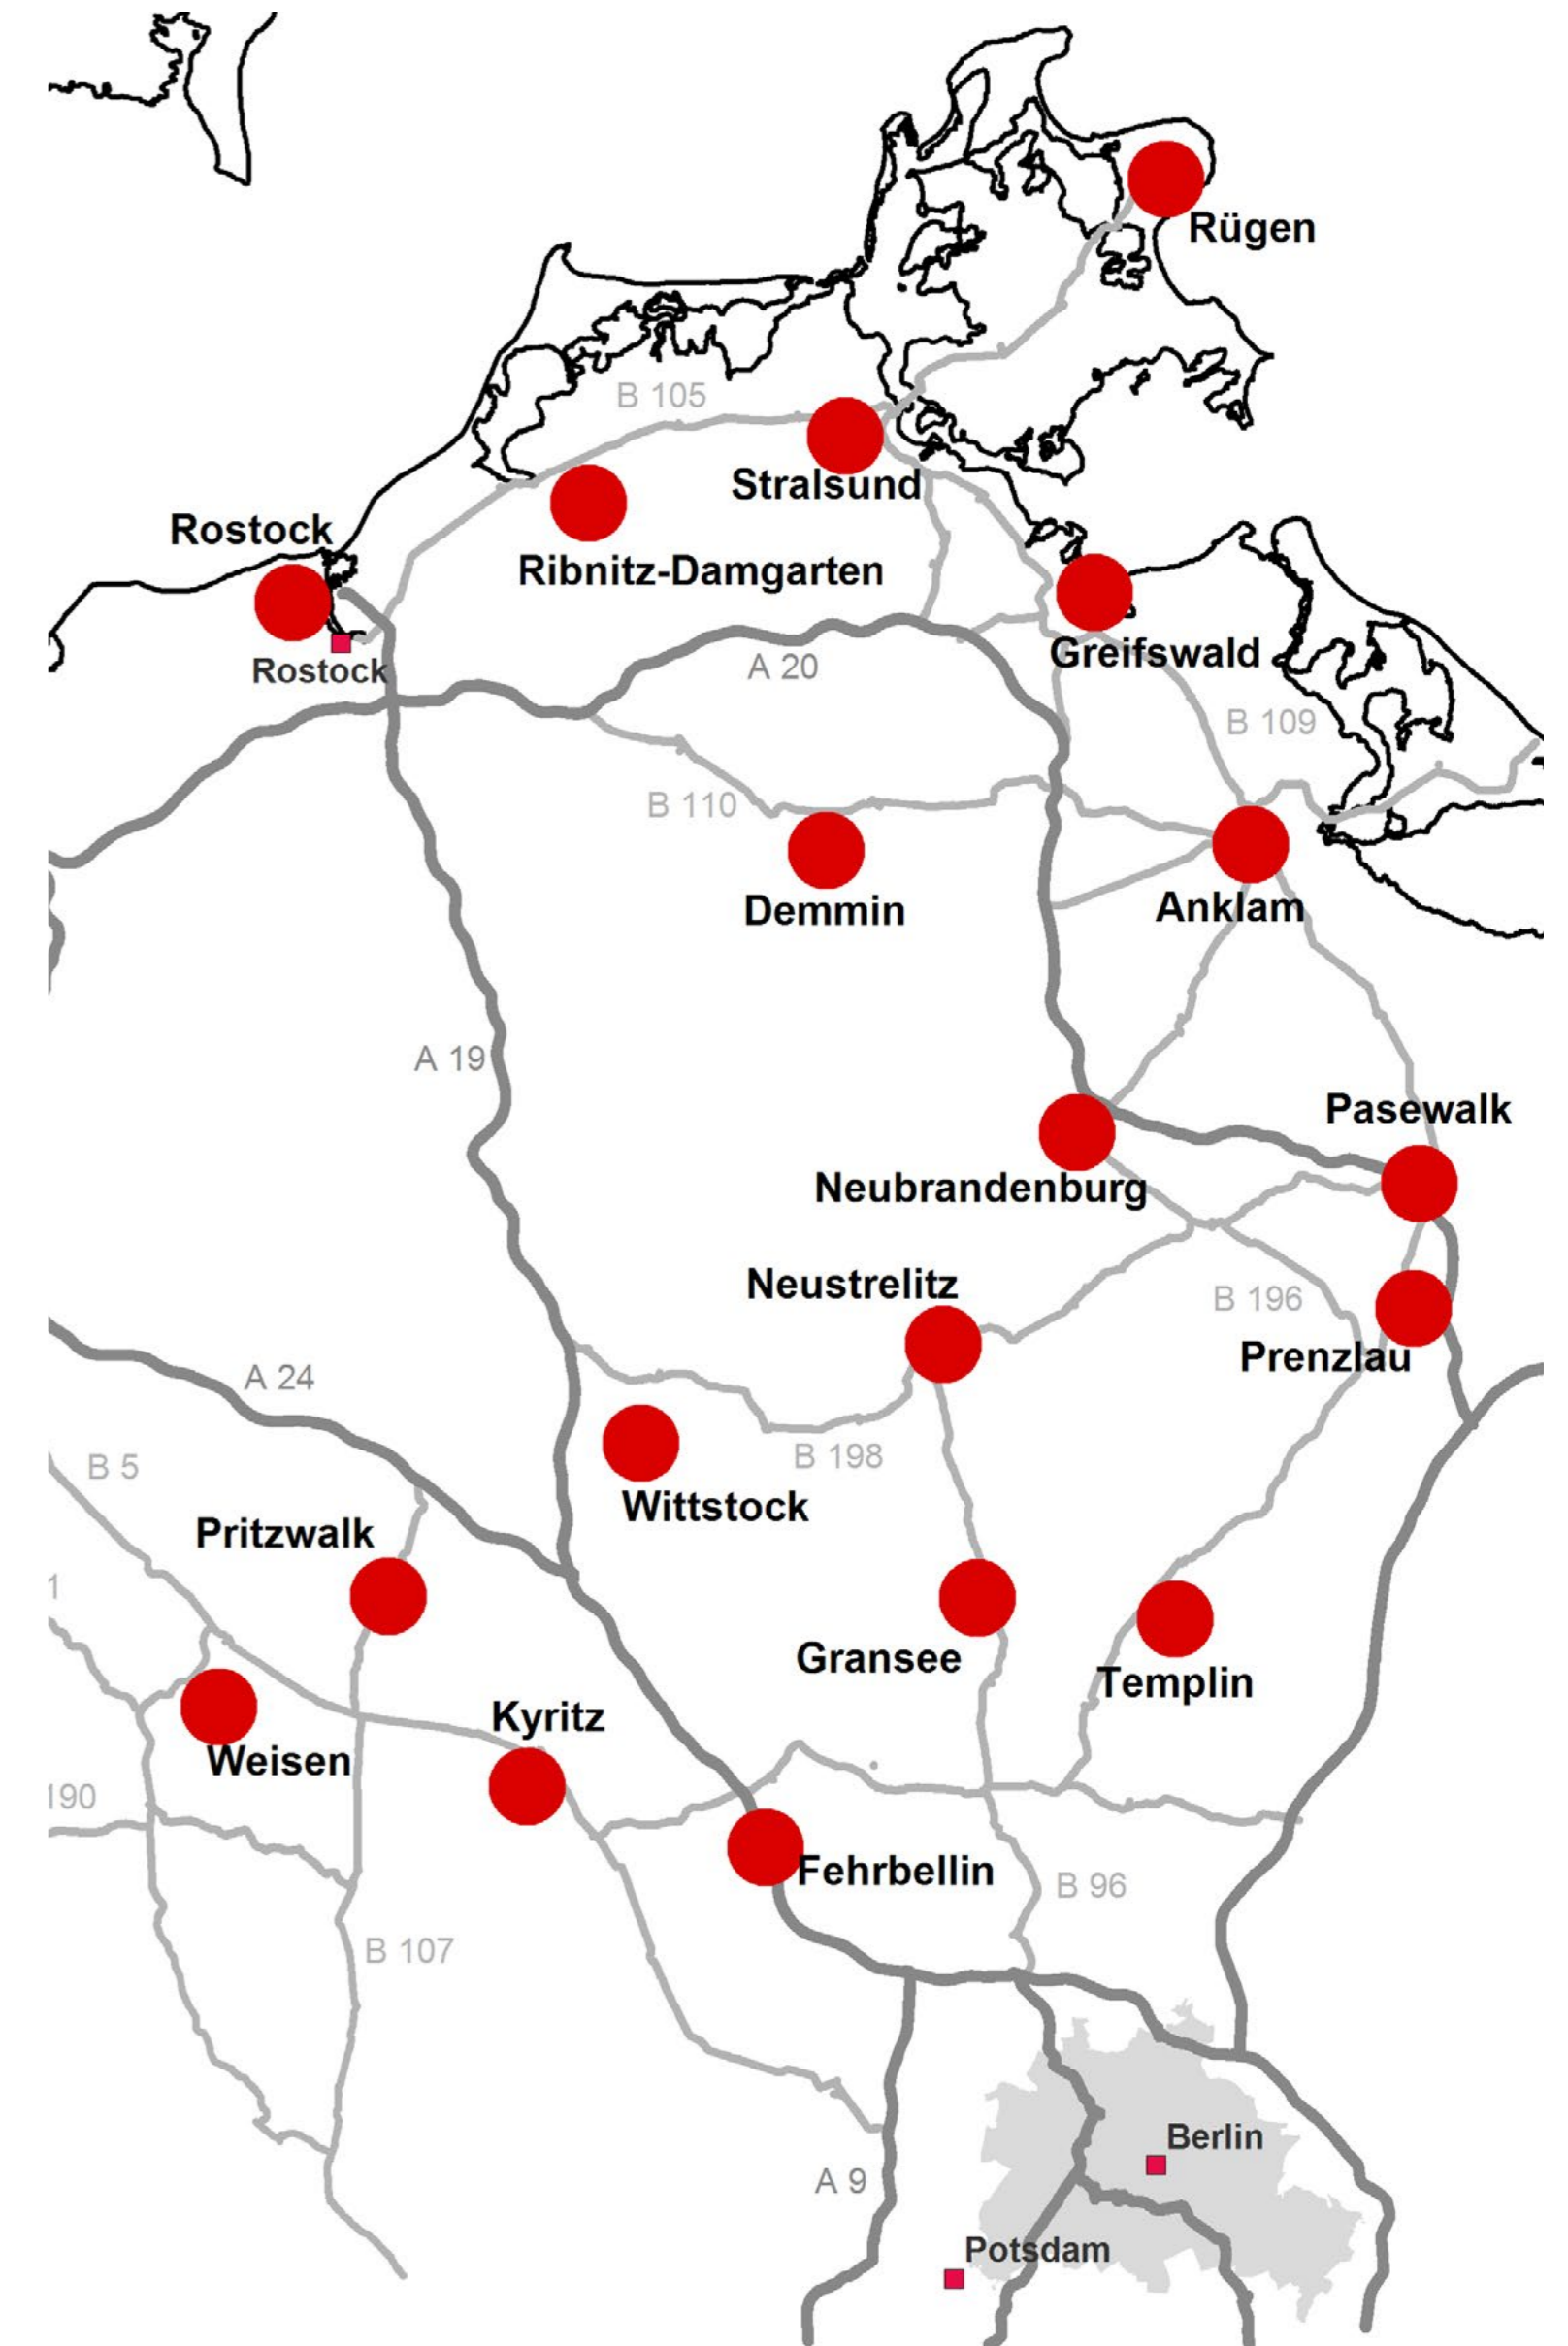 Rügen
B 105
Stralsund
Rostock
Ribnitz-Damgarten
Greifswald
Rostock
A 20
B 109
B 110
Demmin
Anklam
A 19
Pasewalk
Neubrandenburg
Neustrelitz
B 196
Prenzlau
A 24
B 198
B 5
Wittstock
Pritzwalk
1
Gransee
Templin
Kyritz
Weisen
190
Fehrbellin
B 96
B 107
Berlin
A 9
Potsdam